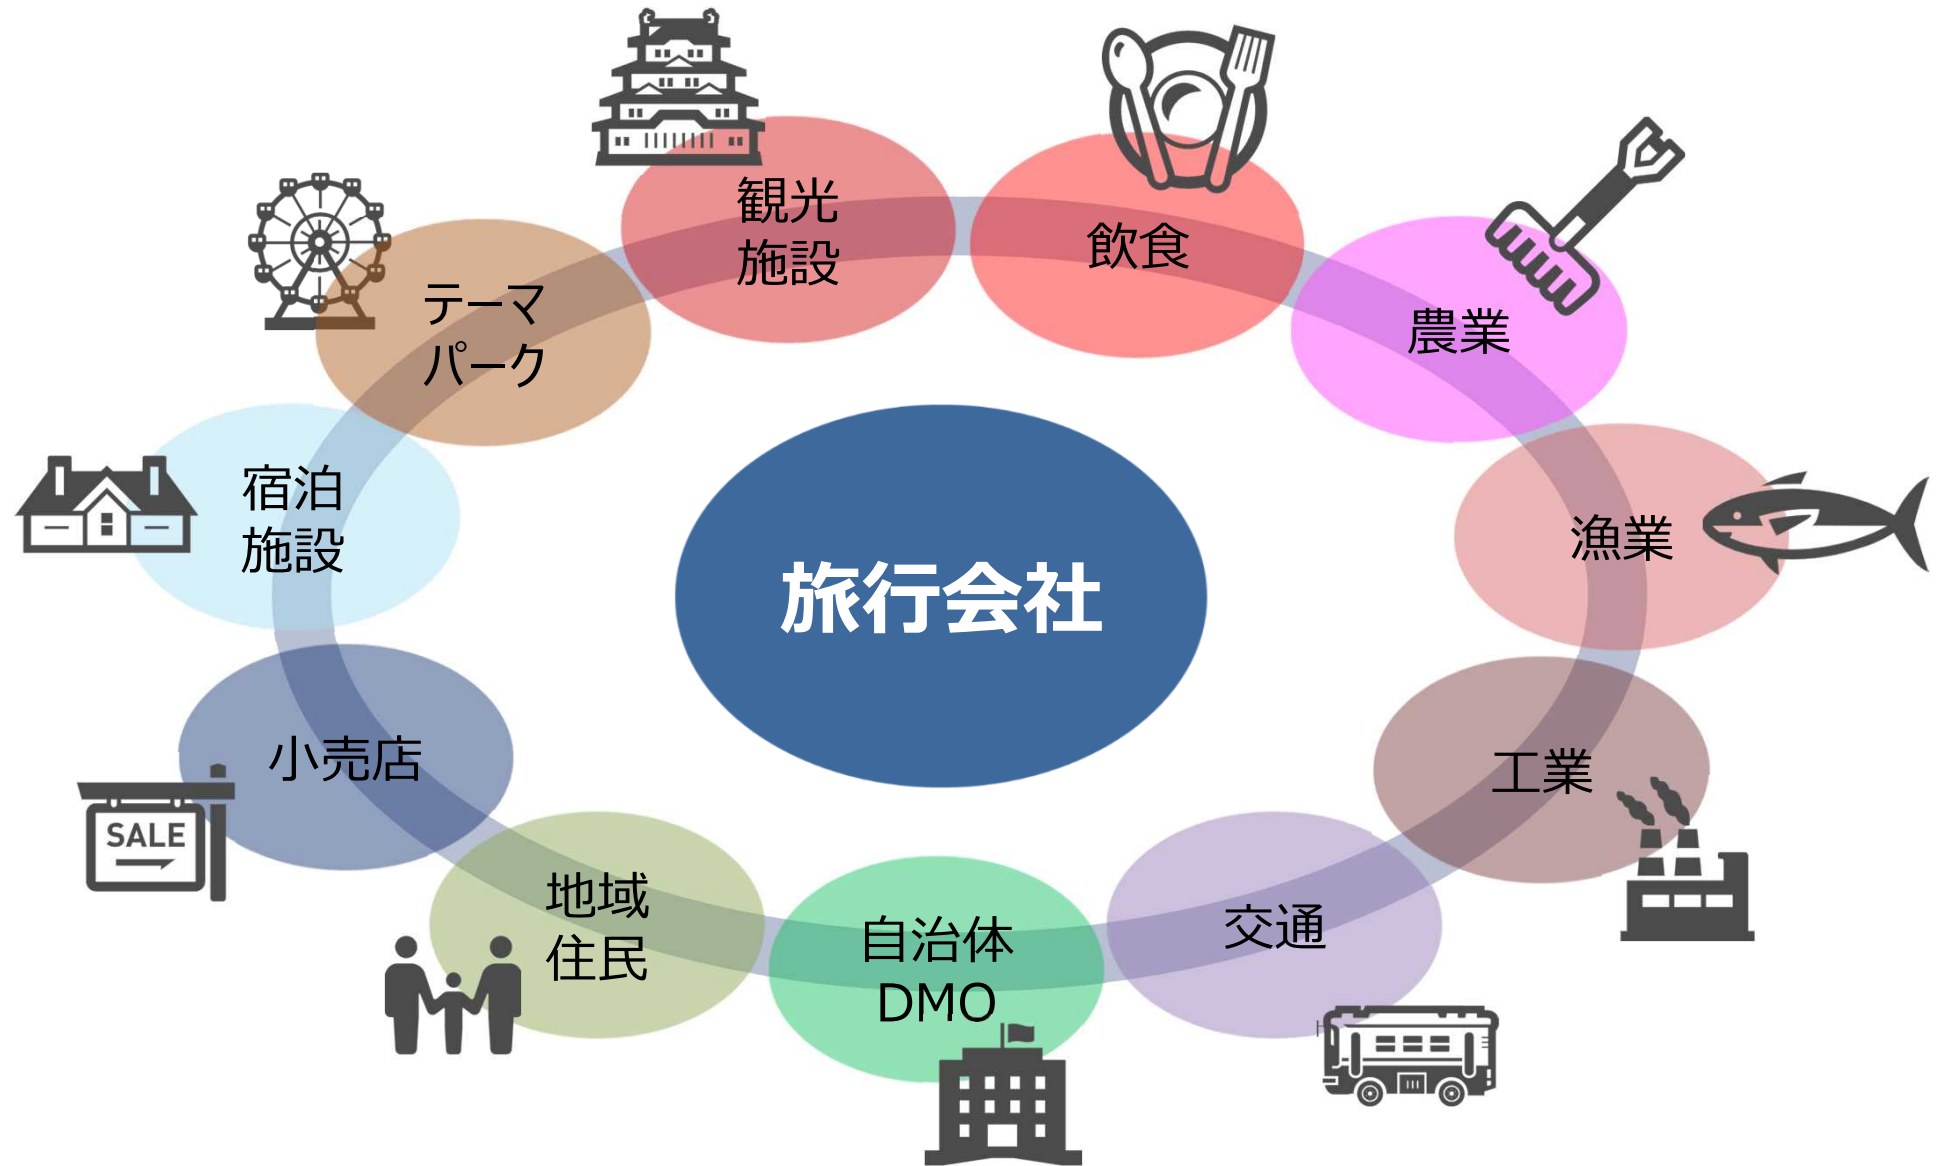 観光
施設
飲食
農業
テーマ
パーク
漁業
宿泊
施設
旅行会社
小売店
工業
SALE
地域
住民
自治体
DMO
交通